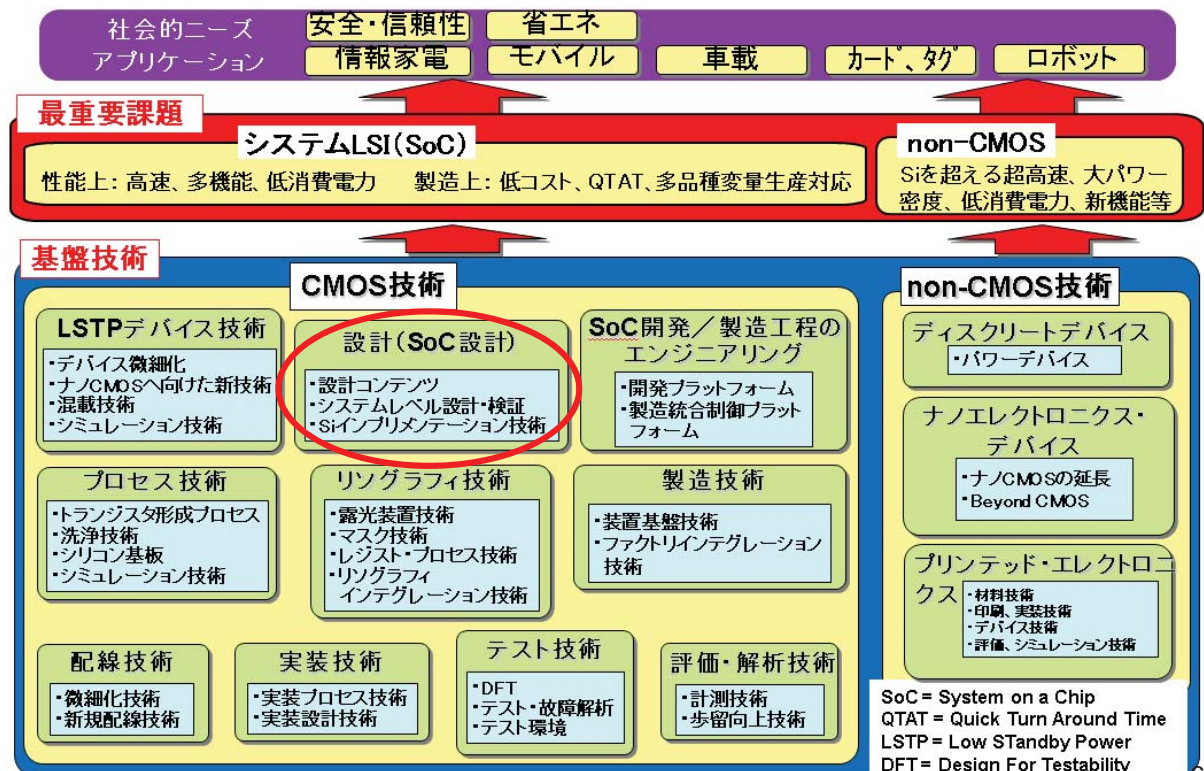 社会的ニーズ
アプリケーション
安全・信頼性
省エネ
情報家電
モバイル
車載
カード、タグ
ロボット
最重要課題
システムLSI(SoC)
性能上：高速、多機能、低消費電力　製造上：低コスト、QTAT、多品種変量生産対応
non-CMOS
Siを超える超高速、大パワー
密度、低消費電力、新機能等
基盤技術
CMOS技術
LSTPデバイス技術
・デバイス微細化
・ナノCMOSへ向けた新技術
・混載技術
・シミュレーション技術
設計(SoC設計)
・設計コンテンツ
・システムレベル設計・検証
・Siインプリメンテーション技術
SoC開発／製造工程の
エンジニアリング
・開発プラットフォーム
・製造統合制御プラット
フォーム
プロセス技術
・トランジスタ形成プロセス
・洗浄技術
・シリコン基板
・シミュレーション技術
リソグラフィ技術
・露光装置技術
・マスク技術
・レジスト・プロセス技術
・リソグラフィ
インテグレーション技術
製造技術
・装置基盤技術
・ファクトリインテグレーション
技術
配線技術
・微細化技術
・新規配線技術
実装技術
・実装プロセス技術
・実装設計技術
テスト技術
・DFT
・テスト・故障解析
・テスト環境
評価・解析技術
・計測技術
・歩留向上技術
non-CMOS技術
ディスクリートデバイス
・パワーデバイス
ナノエレクトロニクス・
デバイス
・ナノCMOSの延長
・Beyond CMOS
プリンテッド・エレクトロニ
クス
・材料技術
・印刷、実装技術
・デバイス技術
・評価、シミュレーション技術
SoC = System on a Chip
QTAT = Quick Turn Around Time
LSTP = Low STandby Power
DFT = Design For Testability